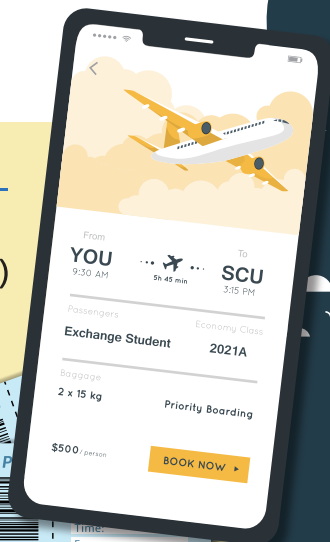 )
From
To
YOU
SCU
9:30 AM
5h 45 min
3:15 PM
Passengers
Economy Class
Exchange Student
2021A
Baggage
2 x 15 kg
Priority Boarding
$500 / person
BOOK NOW
P
Time: